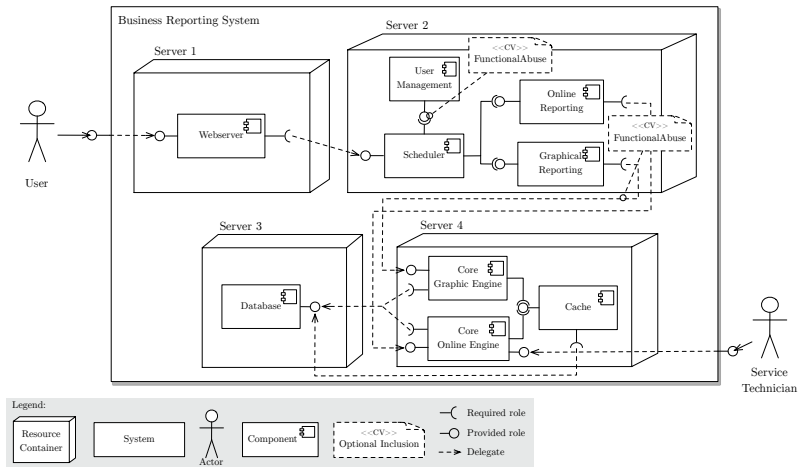 Business Reporting System
Server 1
Server 2
<<CV>>
FunctionalAbuse
User
Management
Online
Reporting
<<CV>>
FunctionalAbuse
Webserver
Scheduler
Graphical
Reporting
User
Server 3
Server 4
Core
Graphic Engine
Database
Cache
Core
Online Engine
Service
Technician
Legend:
Resource
Container
System
Actor
Component
<<CV>>
Optional Inclusion
Required role
Provided role
Delegate